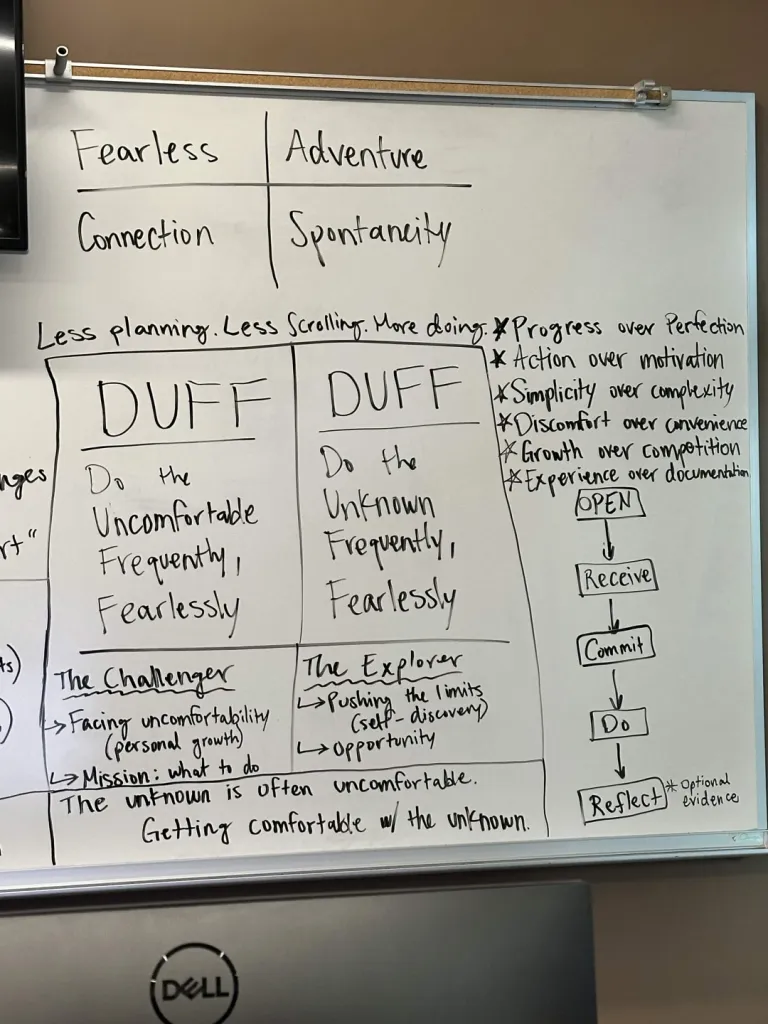 Fearless
Adventure
Connection
Spontaneity
Less planning. Less Scrolling. More doing.
* Progress over Perfection
* Action over motivation
* Simplicity over complexity
* Discomfort over convenience
* Growth over competition
* Experience over documentation
nges
rt"
ts)
)
DUFF
Do the
Uncomfortable
Frequently,
Fearlessly
DUFF
Do the
Unknown
Frequently,
Fearlessly
The Challenger
↳ Facing uncomfortability
(personal growth)
↳ Mission: what to do
The Explorer
↳ Pushing the limits
(self-discovery)
↳ Opportunity
The unknown is often uncomfortable.
Getting comfortable w/ the unknown.
OPEN
Receive
Commit
Do
Reflect
* Optional
evidence
DELL